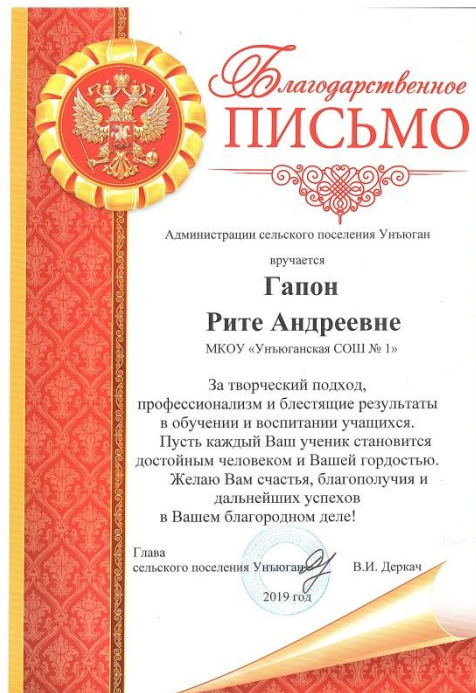 Благодарственное
ПИСЬМО
Администрации сельского поселения Унъюган
вручается
Гапон
Рите Андреевне
МКОУ «Унъюганская СОШ № 1»
За творческий подход,
профессионализм и блестящие результаты
в обучении и воспитании учащихся.
Пусть каждый Ваш ученик становится
достойным человеком и Вашей гордостью.
Желаю Вам счастья, благополучия и
дальнейших успехов
в Вашем благородном деле!
Глава
сельского поселения Унъюган В.И. Деркач
2019 год